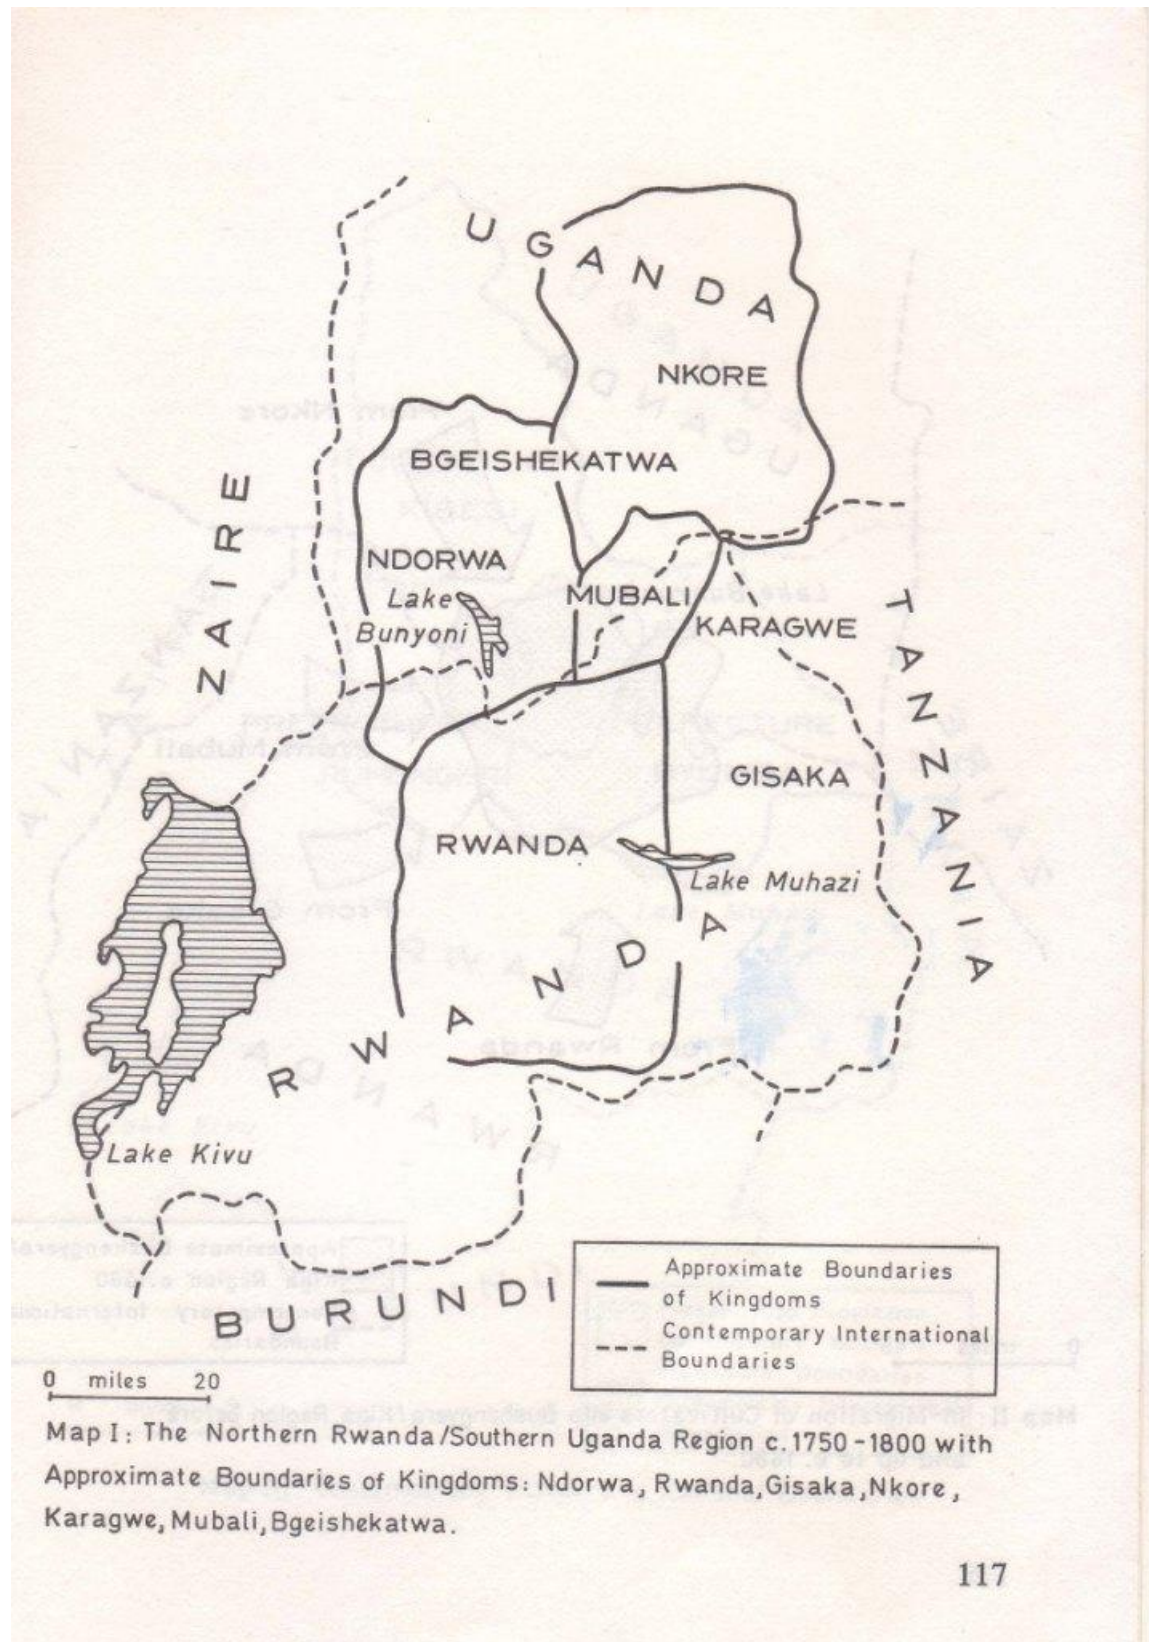 UGANDA
NKORE
BGEISHEKATWA
ZAIRE
NDORWA
Lake
Bunyoni
MUBALI
KARAGWE
TANZANIA
GISAKA
RWANDA
Lake Muhazi
RWANDA
Lake Kivu
BURUNDI
Approximate Boundaries
of Kingdoms
Contemporary International
Boundaries
0 miles 20
Map I: The Northern Rwanda/Southern Uganda Region c.1750-1800 with
Approximate Boundaries of Kingdoms: Ndorwa, Rwanda,Gisaka,Nkore,
Karagwe,Mubali,Bgeishekatwa.
117